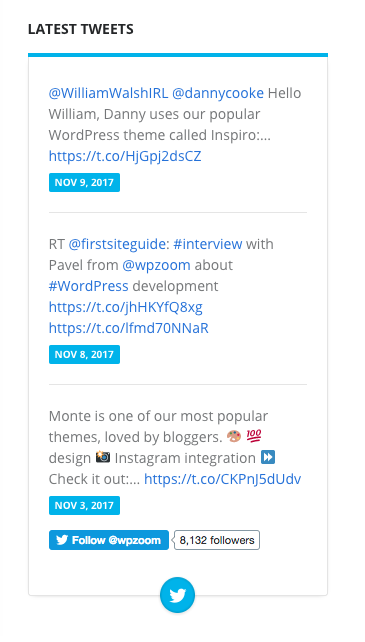 LATEST TWEETS
@WilliamWalshIRL @dannycooke Hello
William, Danny uses our popular
WordPress theme called Inspiro:...
https://t.co/HjGpj2dsCZ
NOV 9, 2017
RT @firstsiteguide: #interview with
Pavel from @wpzoom about
#WordPress development
https://t.co/jhHKYfQ8xg
https://t.co/lfmd70NNaR
NOV 8, 2017
Monte is one of our most popular
themes, loved by bloggers. 🎨 💯
design 📸 Instagram integration ⏩
Check it out:... https://t.co/CKPnJ5dUdv
NOV 3, 2017
Follow @wpzoom 8,132 followers